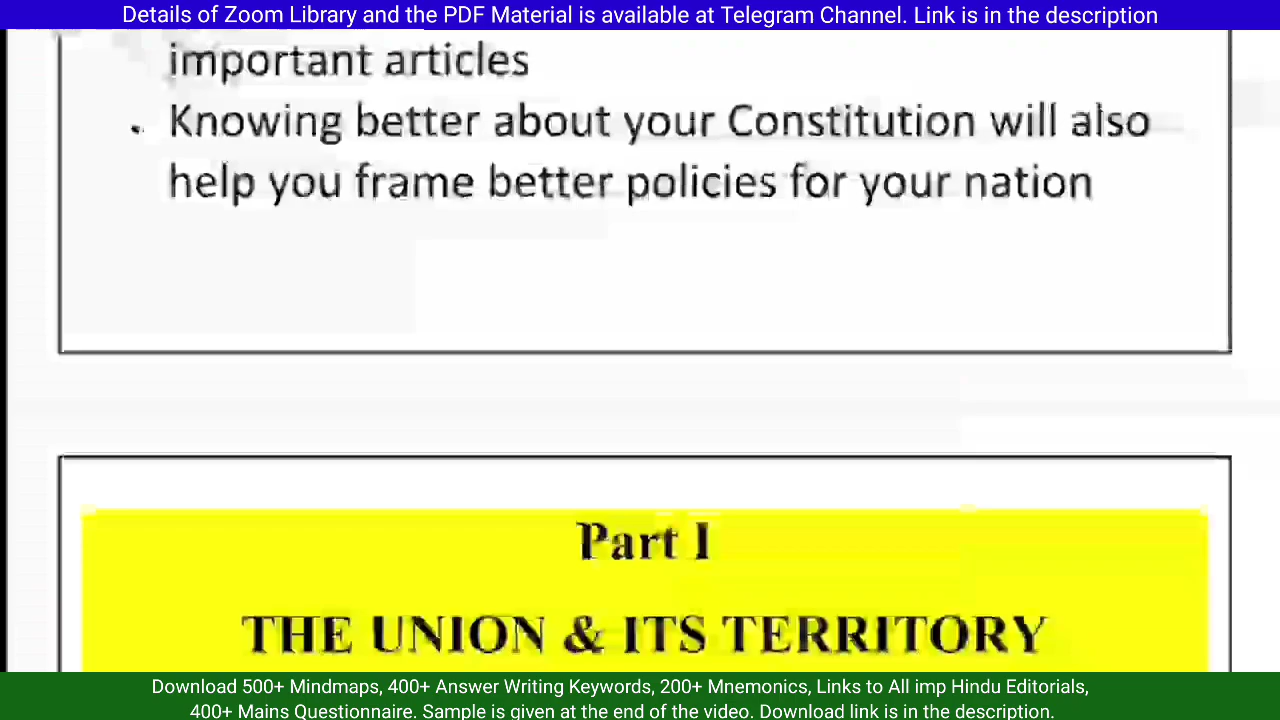 Details of Zoom Library and the PDF Material is available at Telegram Channel. Link is in the description
important articles
Knowing better about your Constitution will also
help you frame better policies for your nation
Part I
THE UNION & ITS TERRITORY
Download 500+ Mindmaps, 400+ Answer Writing Keywords, 200+ Mnemonics, Links to All imp Hindu Editorials,
400+ Mains Questionnaire. Sample is given at the end of the video. Download link is in the description.